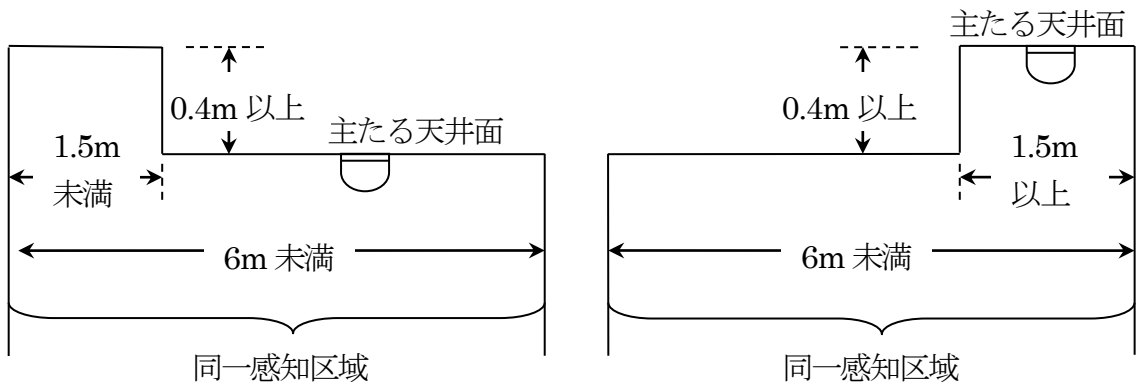 0.4m 以上
主たる天井面
1.5m
未満
6m 未満
同一感知区域
主たる天井面
0.4m 以上
1.5m
以上
6m 未満
同一感知区域